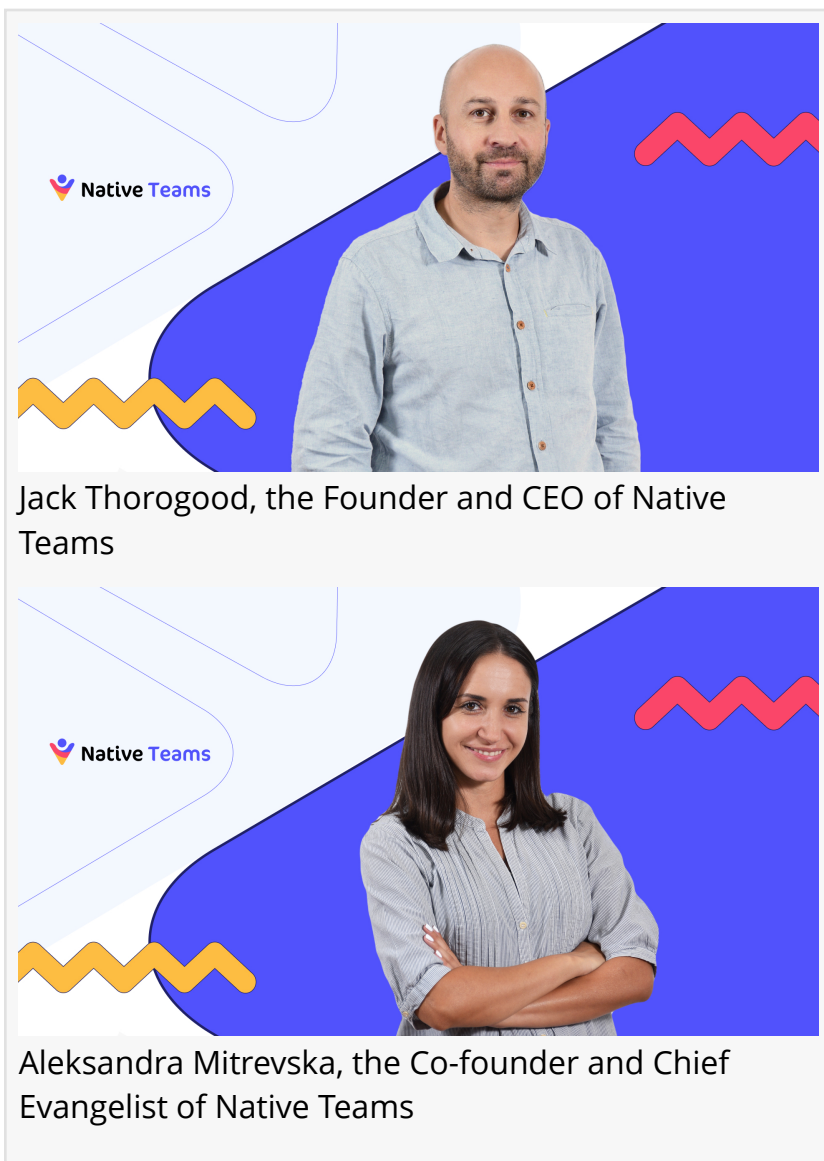 Native Teams
Jack Thorogood, the Founder and CEO of Native
Teams
Native Teams
Aleksandra Mitrevska, the Co-founder and Chief
Evangelist of Native Teams